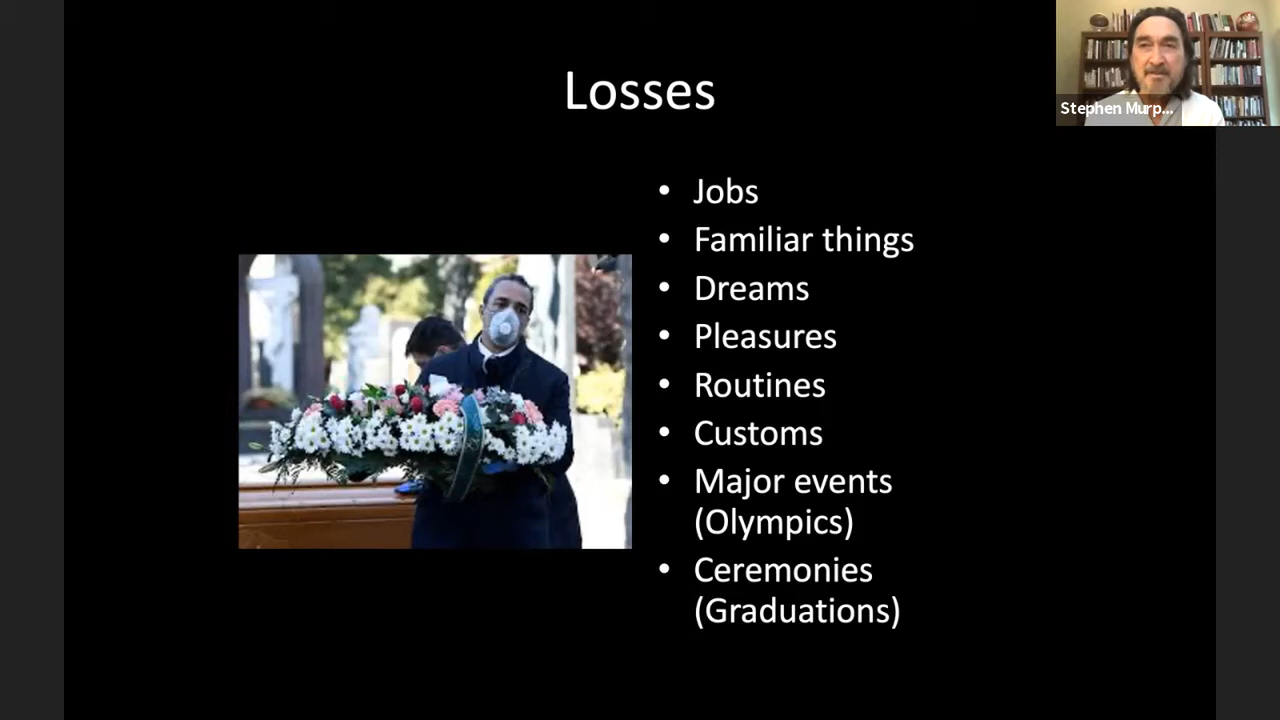 Losses
Stephen Murp...
• Jobs
• Familiar things
• Dreams
• Pleasures
• Routines
• Customs
• Major events
(Olympics)
• Ceremonies
(Graduations)